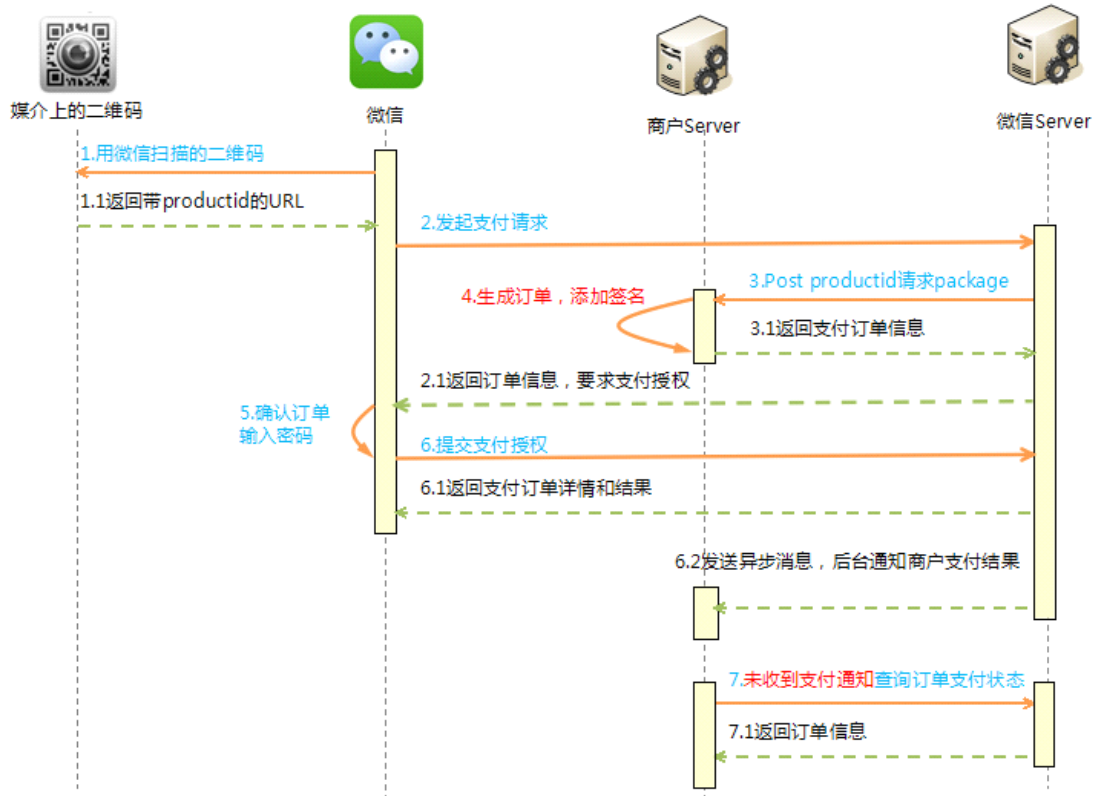 媒介上的二维码
微信
商户Server
微信Server
1.用微信扫描的二维码
1.1返回带productid的URL
2.发起支付请求
3.Post productid请求package
4.生成订单，添加签名
3.1返回支付订单信息
2.1返回订单信息，要求支付授权
5.确认订单
输入密码
6.提交支付授权
6.1返回支付订单详情和结果
6.2发送异步消息，后台通知商户支付结果
7.未收到支付通知查询订单支付状态
7.1返回订单信息